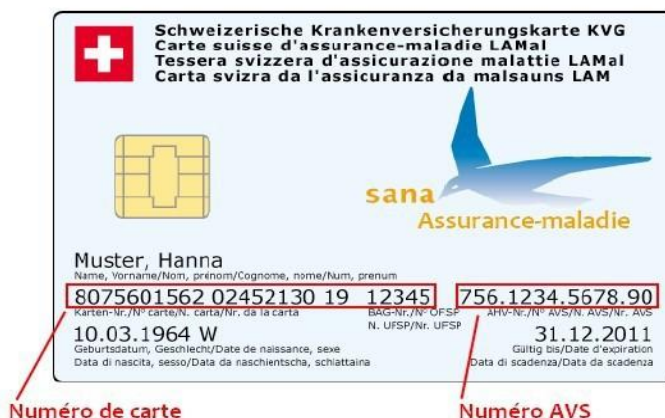 Schweizerische Krankenversicherungskarte KVG
Carte suisse d'assurance-maladie LAMal
Tessera svizzera d'assicurazione malattie LAMal
Carta svizra da l'assicuranza da malsauns LAM
sana
Assurance-maladie
Muster, Hanna
Name, Vorname/Nom, prénom/Cognome, nome/Num, prenum
8075601562 02452130 19 12345 756.1234.5678.90
Karten-Nr./N° carte/N. carta/Nr. da la carta BAG-Nr./N° OFSP AHV-Nr./N° AVS/N. AVS/Nr. AVS
N. UFSP/Nr. UFSP
10.03.1964 W 31.12.2011
Geburtsdatum, Geschlecht/Date de naissance, sexe Gültig bis/Date d'expiration
Data di nascita, sesso/Data da naschientscha, schlattaina Data di scadenza/Data da scadenza
Numéro de carte Numéro AVS